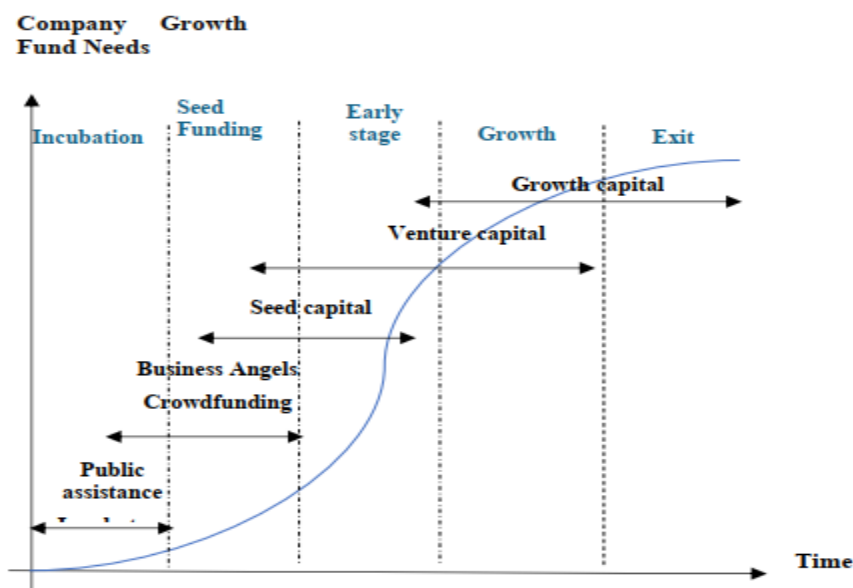 Company Growth
Fund Needs
Incubation
Seed
Funding
Early
stage
Growth
Exit
Growth capital
Venture capital
Seed capital
Business Angels
Crowdfunding
Public
assistance
Time